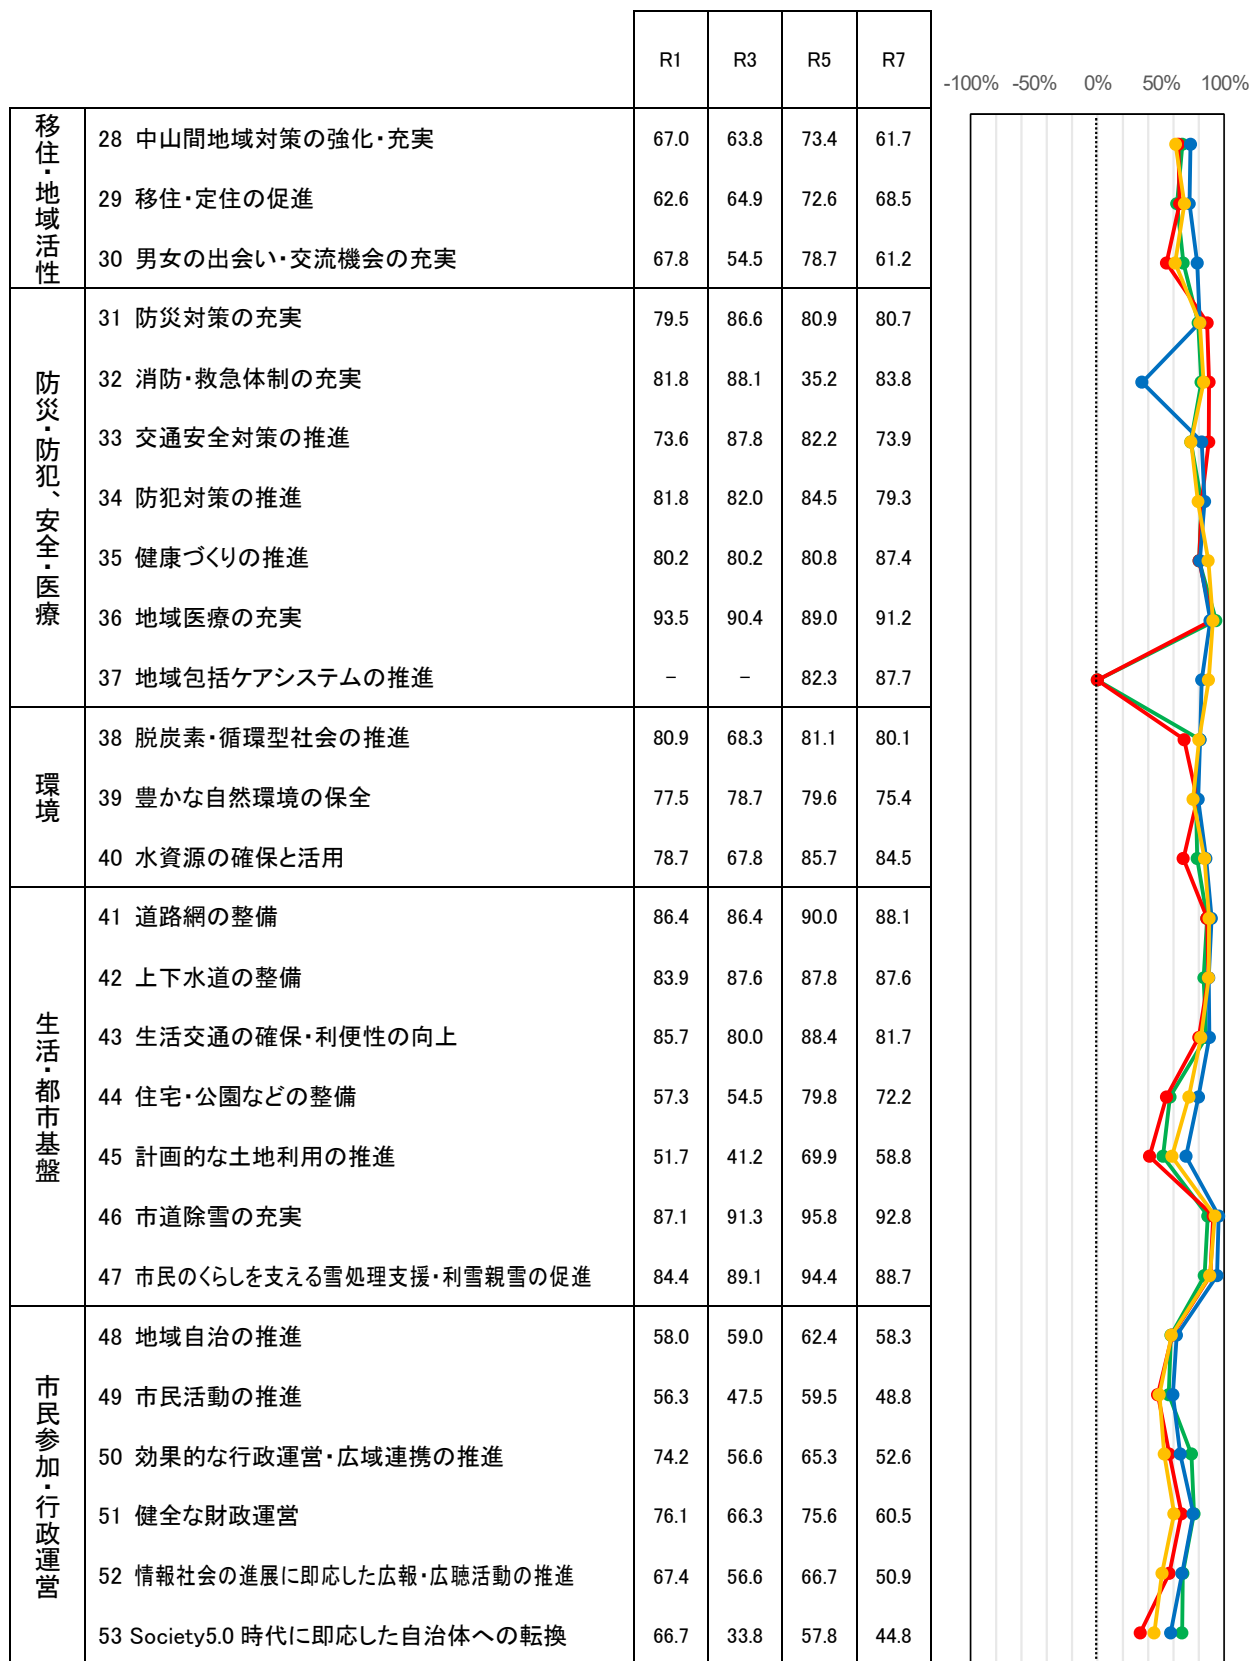 R1 R3 R5 R7
-100% -50% 0% 50% 100%
移住・地域活性
28 中山間地域対策の強化・充実 67.0 63.8 73.4 61.7
29 移住・定住の促進 62.6 64.9 72.6 68.5
30 男女の出会い・交流機会の充実 67.8 54.5 78.7 61.2
防災・防犯、安全・医療
31 防災対策の充実 79.5 86.6 80.9 80.7
32 消防・救急体制の充実 81.8 88.1 35.2 83.8
33 交通安全対策の推進 73.6 87.8 82.2 73.9
34 防犯対策の推進 81.8 82.0 84.5 79.3
35 健康づくりの推進 80.2 80.2 80.8 87.4
36 地域医療の充実 93.5 90.4 89.0 91.2
37 地域包括ケアシステムの推進 － － 82.3 87.7
環境
38 脱炭素・循環型社会の推進 80.9 68.3 81.1 80.1
39 豊かな自然環境の保全 77.5 78.7 79.6 75.4
40 水資源の確保と活用 78.7 67.8 85.7 84.5
生活・都市基盤
41 道路網の整備 86.4 86.4 90.0 88.1
42 上下水道の整備 83.9 87.6 87.8 87.6
43 生活交通の確保・利便性の向上 85.7 80.0 88.4 81.7
44 住宅・公園などの整備 57.3 54.5 79.8 72.2
45 計画的な土地利用の推進 51.7 41.2 69.9 58.8
46 市道除雪の充実 87.1 91.3 95.8 92.8
47 市民のくらしを支える雪処理支援・利雪親雪の促進 84.4 89.1 94.4 88.7
市民参加・行政運営
48 地域自治の推進 58.0 59.0 62.4 58.3
49 市民活動の推進 56.3 47.5 59.5 48.8
50 効果的な行政運営・広域連携の推進 74.2 56.6 65.3 52.6
51 健全な財政運営 76.1 66.3 75.6 60.5
52 情報社会の進展に即応した広報・広聴活動の推進 67.4 56.6 66.7 50.9
53 Society5.0 時代に即応した自治体への転換 66.7 33.8 57.8 44.8